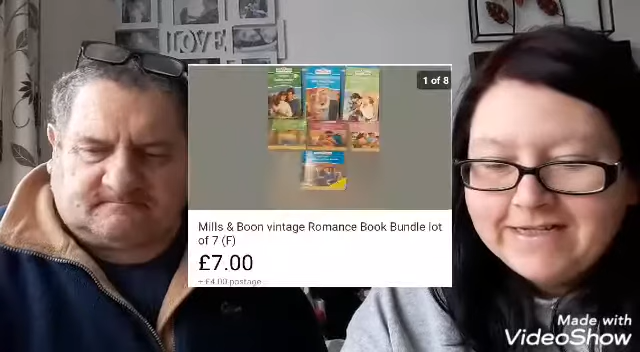 LOVE
1 of 8
Mills & Boon vintage Romance Book Bundle lot
of 7 (F)
£7.00
+ £4.00 postage
Made with
VideoShow